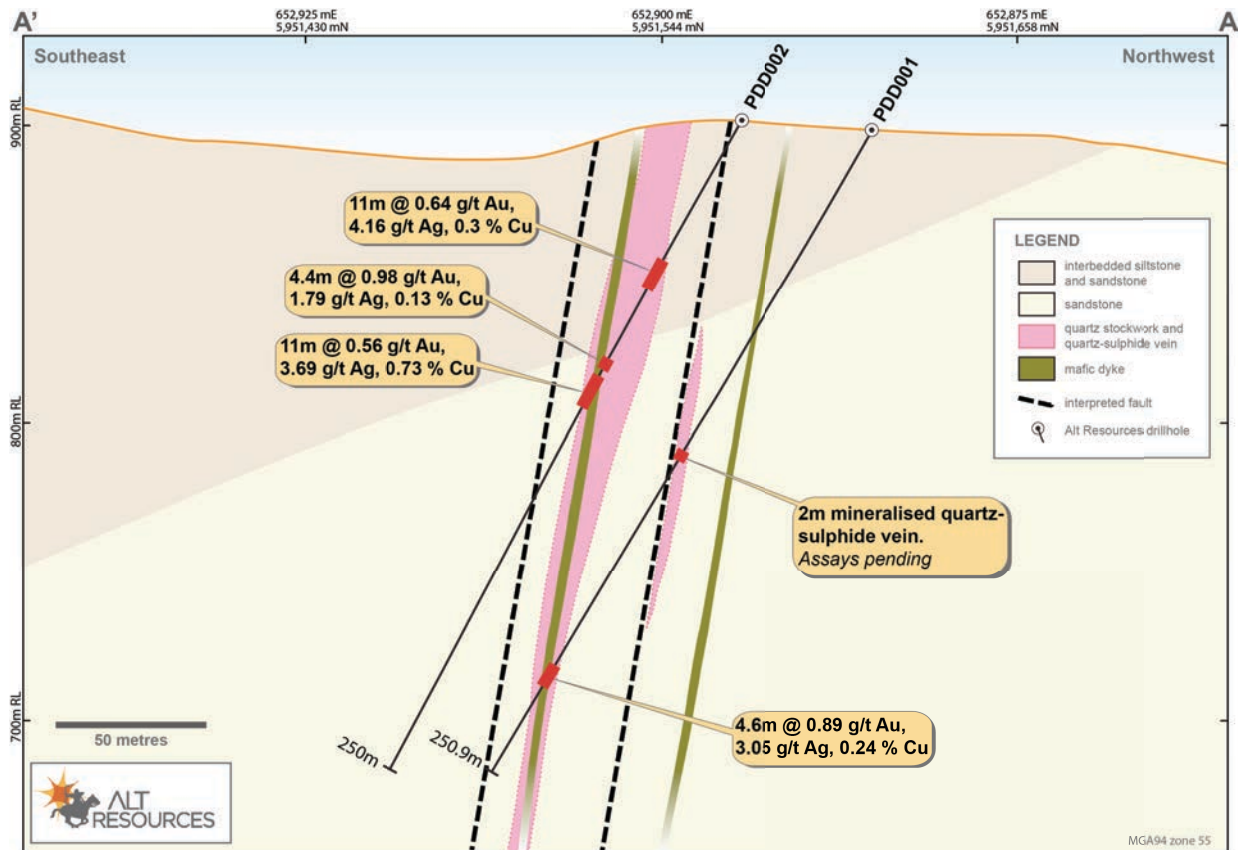 A'
652,925 mE
5,951,430 mN
652,900 mE
5,951,544 mN
652,875 mE
5,951,658 mN
A
Southeast
Northwest
PDD002
PDD001
900m RL
800m RL
700m RL
11m @ 0.64 g/t Au,
4.16 g/t Ag, 0.3 % Cu
4.4m @ 0.98 g/t Au,
1.79 g/t Ag, 0.13 % Cu
11m @ 0.56 g/t Au,
3.69 g/t Ag, 0.73 % Cu
LEGEND
interbedded siltstone
and sandstone
sandstone
quartz stockwork and
quartz-sulphide vein
mafic dyke
interpreted fault
Alt Resources drillhole
2m mineralised quartz-
sulphide vein.
Assays pending
4.6m @ 0.89 g/t Au,
3.05 g/t Ag, 0.24 % Cu
250m
250.9m
50 metres
ALT
RESOURCES
MGA94 zone 55